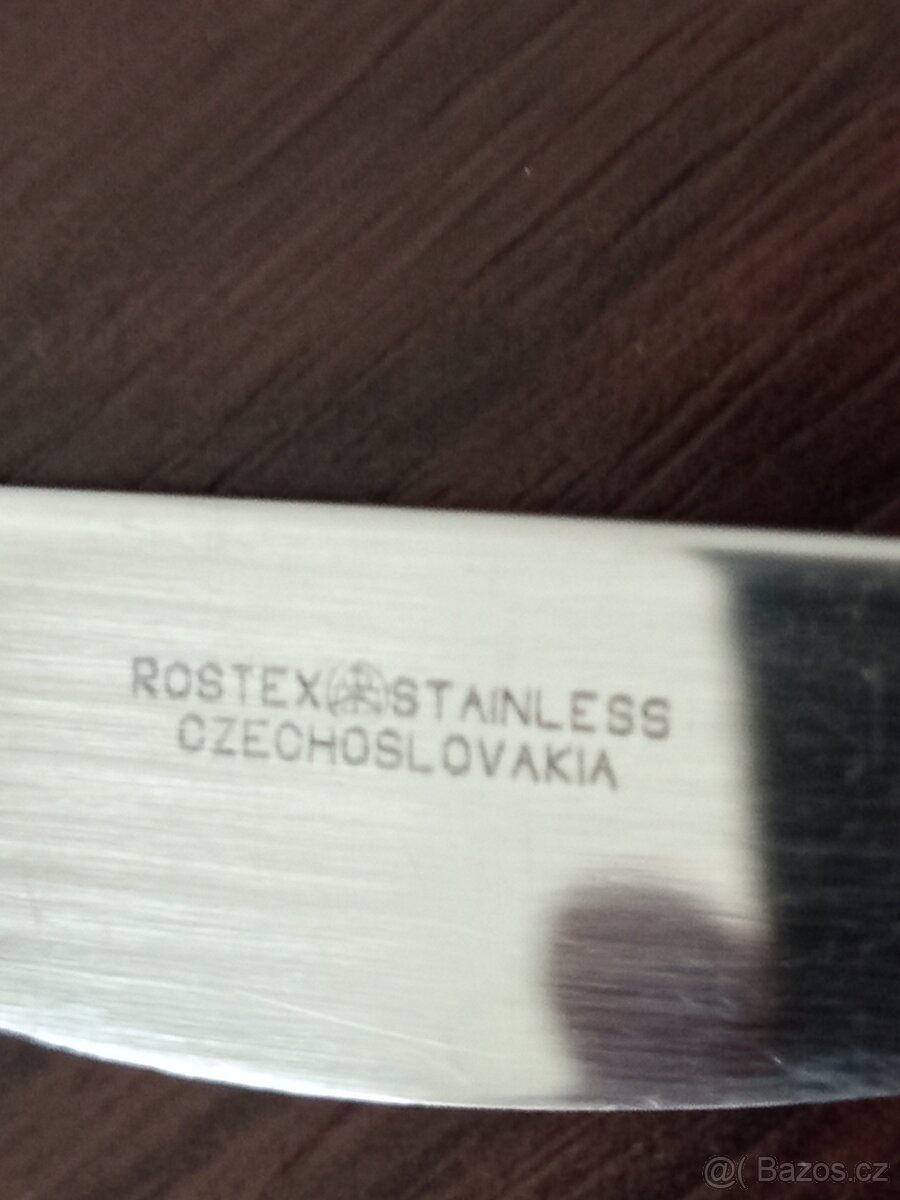 ROSTEX STAINLESS
CZECHOSLOVAKIA
@( Bazos.cz